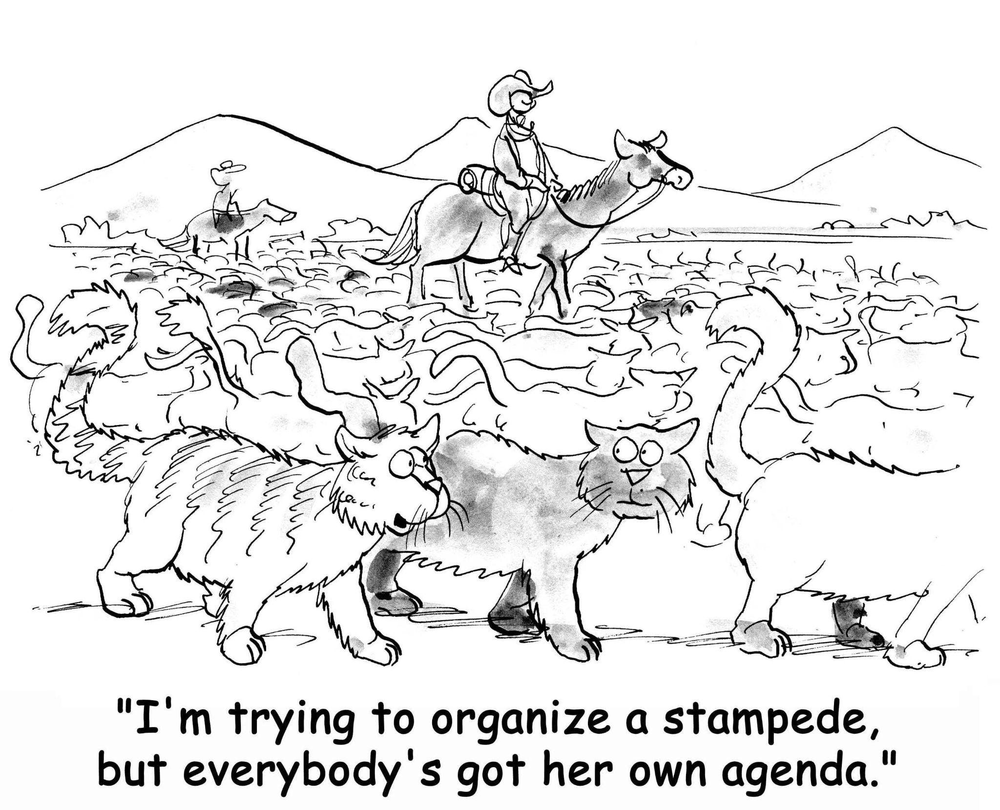 "I'm trying to organize a stampede,
but everybody's got her own agenda."